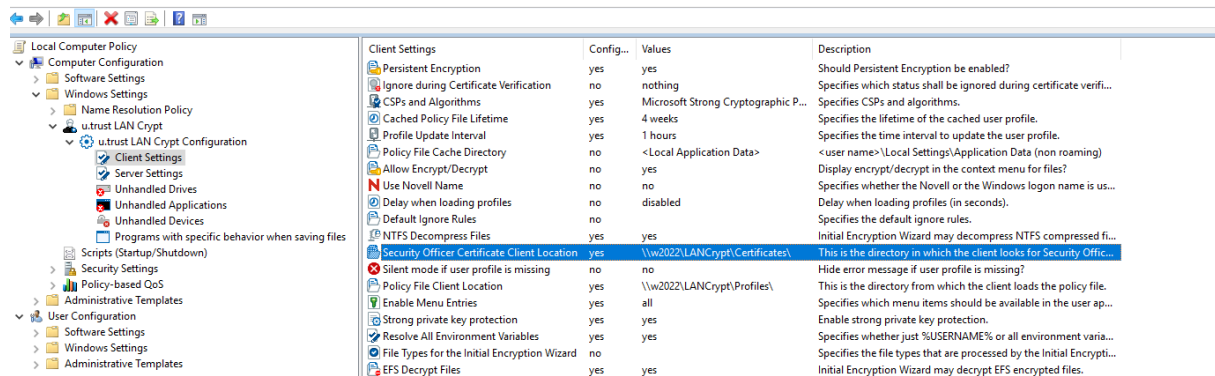 Local Computer Policy
Computer Configuration
Software Settings
Windows Settings
Name Resolution Policy
u.trust LAN Crypt
u.trust LAN Crypt Configuration
Client Settings
Server Settings
Unhandled Drives
Unhandled Applications
Unhandled Devices
Programs with specific behavior when saving files
Scripts (Startup/Shutdown)
Security Settings
Policy-based QoS
Administrative Templates
User Configuration
Software Settings
Windows Settings
Administrative Templates
Client Settings Config... Values Description
Persistent Encryption yes yes Should Persistent Encryption be enabled?
Ignore during Certificate Verification no nothing Specifies which status shall be ignored during certificate verifi...
CSPs and Algorithms yes Microsoft Strong Cryptographic P... Specifies CSPs and algorithms.
Cached Policy File Lifetime yes 4 weeks Specifies the lifetime of the cached user profile.
Profile Update Interval yes 1 hours Specifies the time interval to update the user profile.
Policy File Cache Directory no <Local Application Data> <user name>\Local Settings\Application Data (non roaming)
Allow Encrypt/Decrypt no yes Display encrypt/decrypt in the context menu for files?
Use Novell Name no no Specifies whether the Novell or the Windows logon name is us...
Delay when loading profiles no disabled Delay when loading profiles (in seconds).
Default Ignore Rules no Specifies the default ignore rules.
NTFS Decompress Files yes yes Initial Encryption Wizard may decompress NTFS compressed fi...
Security Officer Certificate Client Location yes \\w2022\LANCrypt\Certificates\ This is the directory in which the client looks for Security Offic...
Silent mode if user profile is missing no no Hide error message if user profile is missing?
Policy File Client Location yes \\w2022\LANCrypt\Profiles\ This is the directory from which the client loads the policy file.
Enable Menu Entries yes all Specifies which menu items should be available in the user ap...
Strong private key protection yes yes Enable strong private key protection.
Resolve All Environment Variables yes yes Specifies whether just %USERNAME% or all environment varia...
File Types for the Initial Encryption Wizard no Specifies the file types that are processed by the Initial Encrypti...
EFS Decrypt Files yes yes Initial Encryption Wizard may decrypt EFS encrypted files.